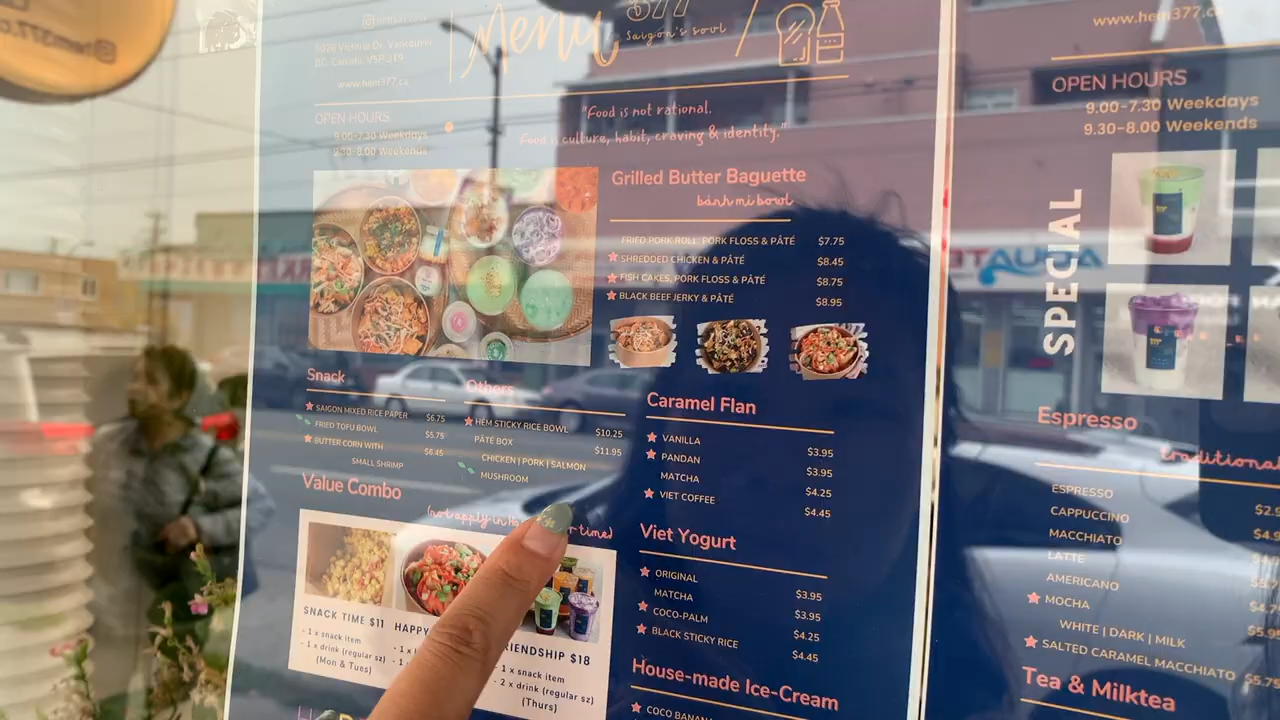 Menu
377
Saigon's soul
5026 Victoria Dr. Vancouver
BC, Canada, V5P 3T9
www.hem377.ca
OPEN HOURS
9.00-7.30 Weekdays
9.30-8.00 Weekends
"Food is not rational.
Food is culture, habit, craving & identity."
Grilled Butter Baguette
bánh mì bowl
FRIED PORK ROLL, PORK FLOSS & PÂTÉ $7.75
SHREDDED CHICKEN & PÂTÉ $8.45
FISH CAKES, PORK FLOSS & PÂTÉ $8.75
BLACK BEEF JERKY & PÂTÉ $8.95
Snack
SAIGON MIXED RICE PAPER $6.75
FRIED TOFU BOWL $5.75
BUTTER CORN WITH $6.45
SMALL SHRIMP
Others
HẺM STICKY RICE BOWL $10.25
PÂTÉ BOX $11.95
CHICKEN | PORK | SALMON
MUSHROOM
Caramel Flan
VANILLA $3.95
PANDAN $3.95
MATCHA $4.25
VIET COFFEE $4.45
Value Combo
(not apply in
time)
SNACK TIME $11
- 1 x snack item
- 1 x drink (regular sz)
(Mon & Tues)
HAPPY
- 1 x
- 1
RIENDSHIP $18
- 1 x snack item
- 2 x drink (regular sz)
(Thurs)
Viet Yogurt
ORIGINAL $3.95
MATCHA $3.95
COCO-PALM $4.25
BLACK STICKY RICE $4.45
House-made Ice-Cream
www.hem377.ca
OPEN HOURS
9.00-7.30 Weekdays
9.30-8.00 Weekends
SPECIAL
Espresso
traditional
ESPRESSO
CAPPUCCINO
MACCHIATO
LATTE
AMERICANO
MOCHA
WHITE | DARK | MILK
SALTED CARAMEL MACCHIATO $5.75
Tea & Milktea